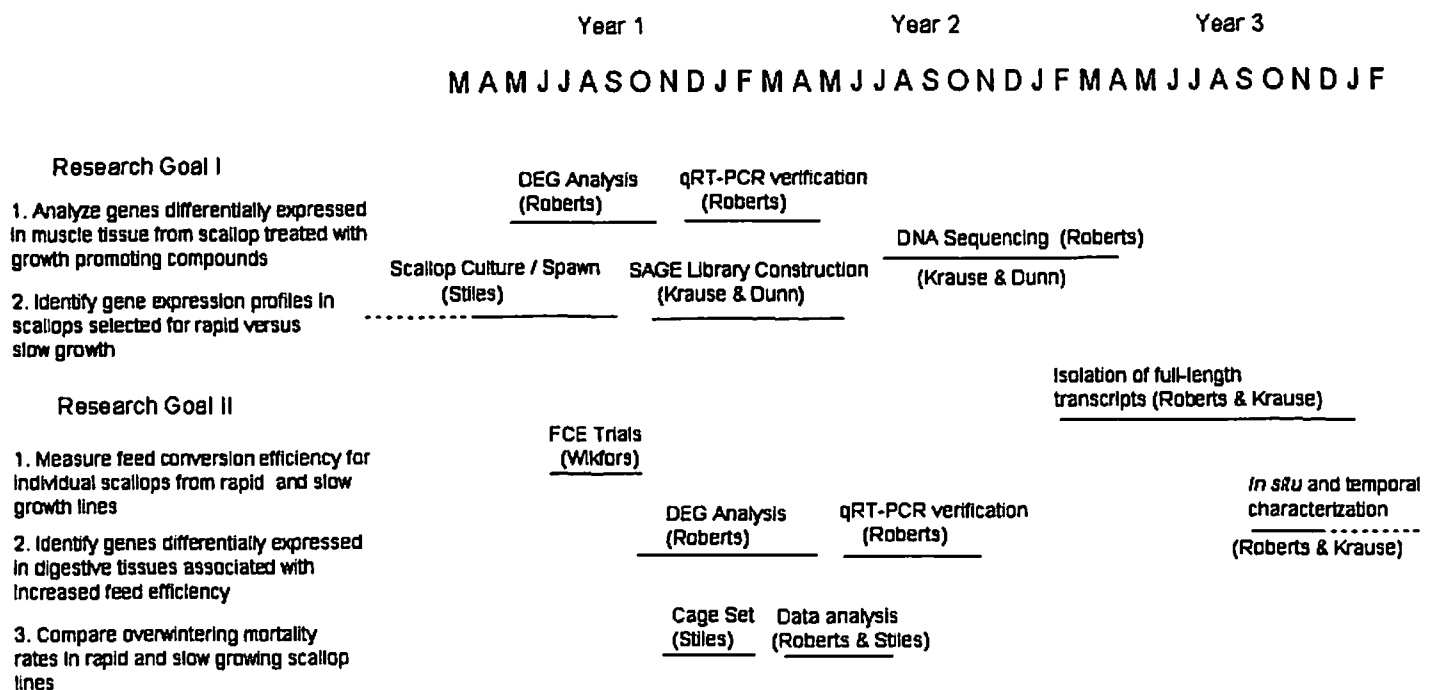 Year 1 Year 2 Year 3
M A M J J A S O N D J F M A M J J A S O N D J F M A M J J A S O N D J F
Research Goal I
1. Analyze genes differentially expressed
in muscle tissue from scallop treated with
growth promoting compounds
2. Identify gene expression profiles in
scallops selected for rapid versus
slow growth
DEG Analysis
(Roberts)
qRT-PCR verification
(Roberts)
DNA Sequencing (Roberts)
(Krause & Dunn)
Scallop Culture / Spawn
(Stiles)
SAGE Library Construction
(Krause & Dunn)
Isolation of full-length
transcripts (Roberts & Krause)
Research Goal II
1. Measure feed conversion efficiency for
individual scallops from rapid and slow
growth lines
2. Identify genes differentially expressed
in digestive tissues associated with
increased feed efficiency
3. Compare overwintering mortality
rates in rapid and slow growing scallop
lines
FCE Trials
(Wikfors)
DEG Analysis
(Roberts)
qRT-PCR verification
(Roberts)
In situ and temporal
characterization
(Roberts & Krause)
Cage Set
(Stiles)
Data analysis
(Roberts & Stiles)